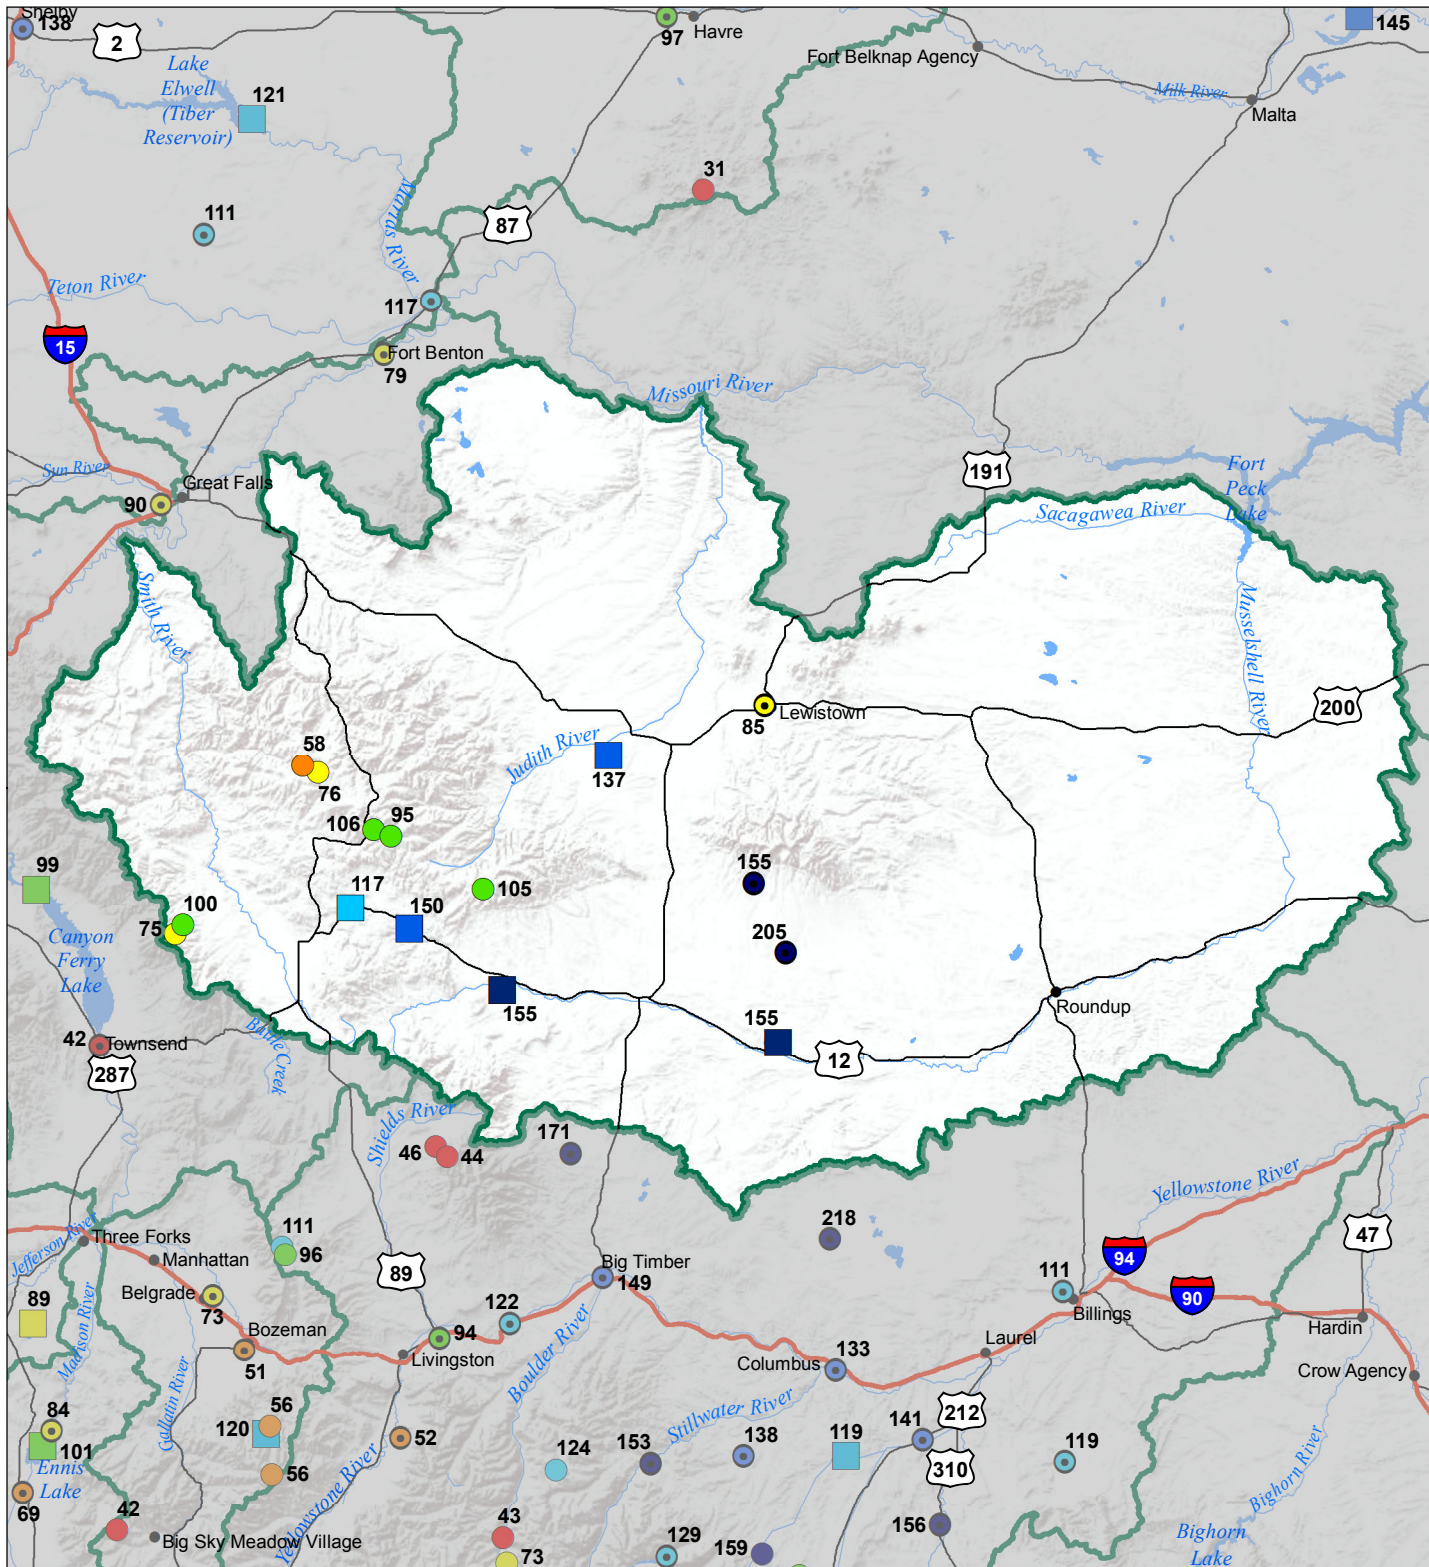 Shelby
138
2
97
Havre
Fort Belknap Agency
145
Lake
Elwell
(Tiber
Reservoir)
121
Milk River
Malta
31
111
Marias River
87
Teton River
117
15
Fort Benton
79
Missouri River
Sun River
Great Falls
90
191
Fort
Peck
Lake
Sacagawea River
Smith River
Musselshell River
200
85
Lewistown
58
76
Judith River
137
106
95
99
117
150
105
155
100
75
205
Canyon
Ferry
Lake
155
155
Roundup
12
42
Townsend
287
Battle Creek
Shields River
46
44
171
Yellowstone River
Jefferson River
Three Forks
111
96
218
47
Manhattan
89
Big Timber
149
94
90
111
Billings
Belgrade
73
89
Madison River
122
Bozeman
51
94
Livingston
Boulder River
Laurel
Hardin
133
Columbus
Crow Agency
Gallatin River
84
101
56
120
52
Stillwater River
212
141
124
153
138
119
119
310
Ennis
Lake
56
69
Yellowstone River
Bighorn River
42
Big Sky Meadow Village
43
73
129
159
156
Bighorn
Lake